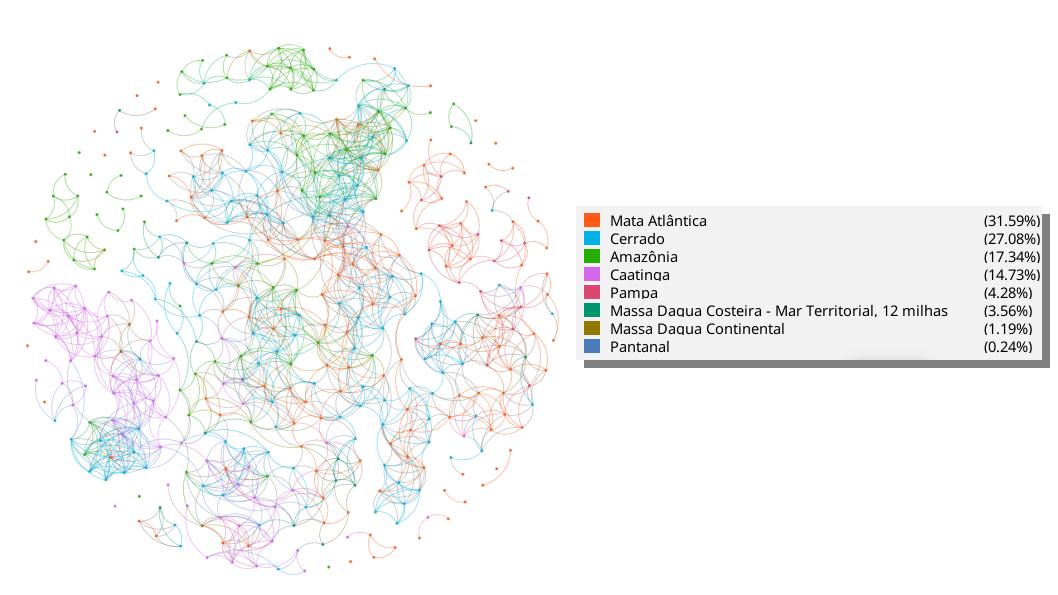 Mata Atlântica (31.59%)
Cerrado (27.08%)
Amazônia (17.34%)
Caatinga (14.73%)
Pampa (4.28%)
Massa Dagua Costeira - Mar Territorial, 12 milhas (3.56%)
Massa Dagua Continental (1.19%)
Pantanal (0.24%)